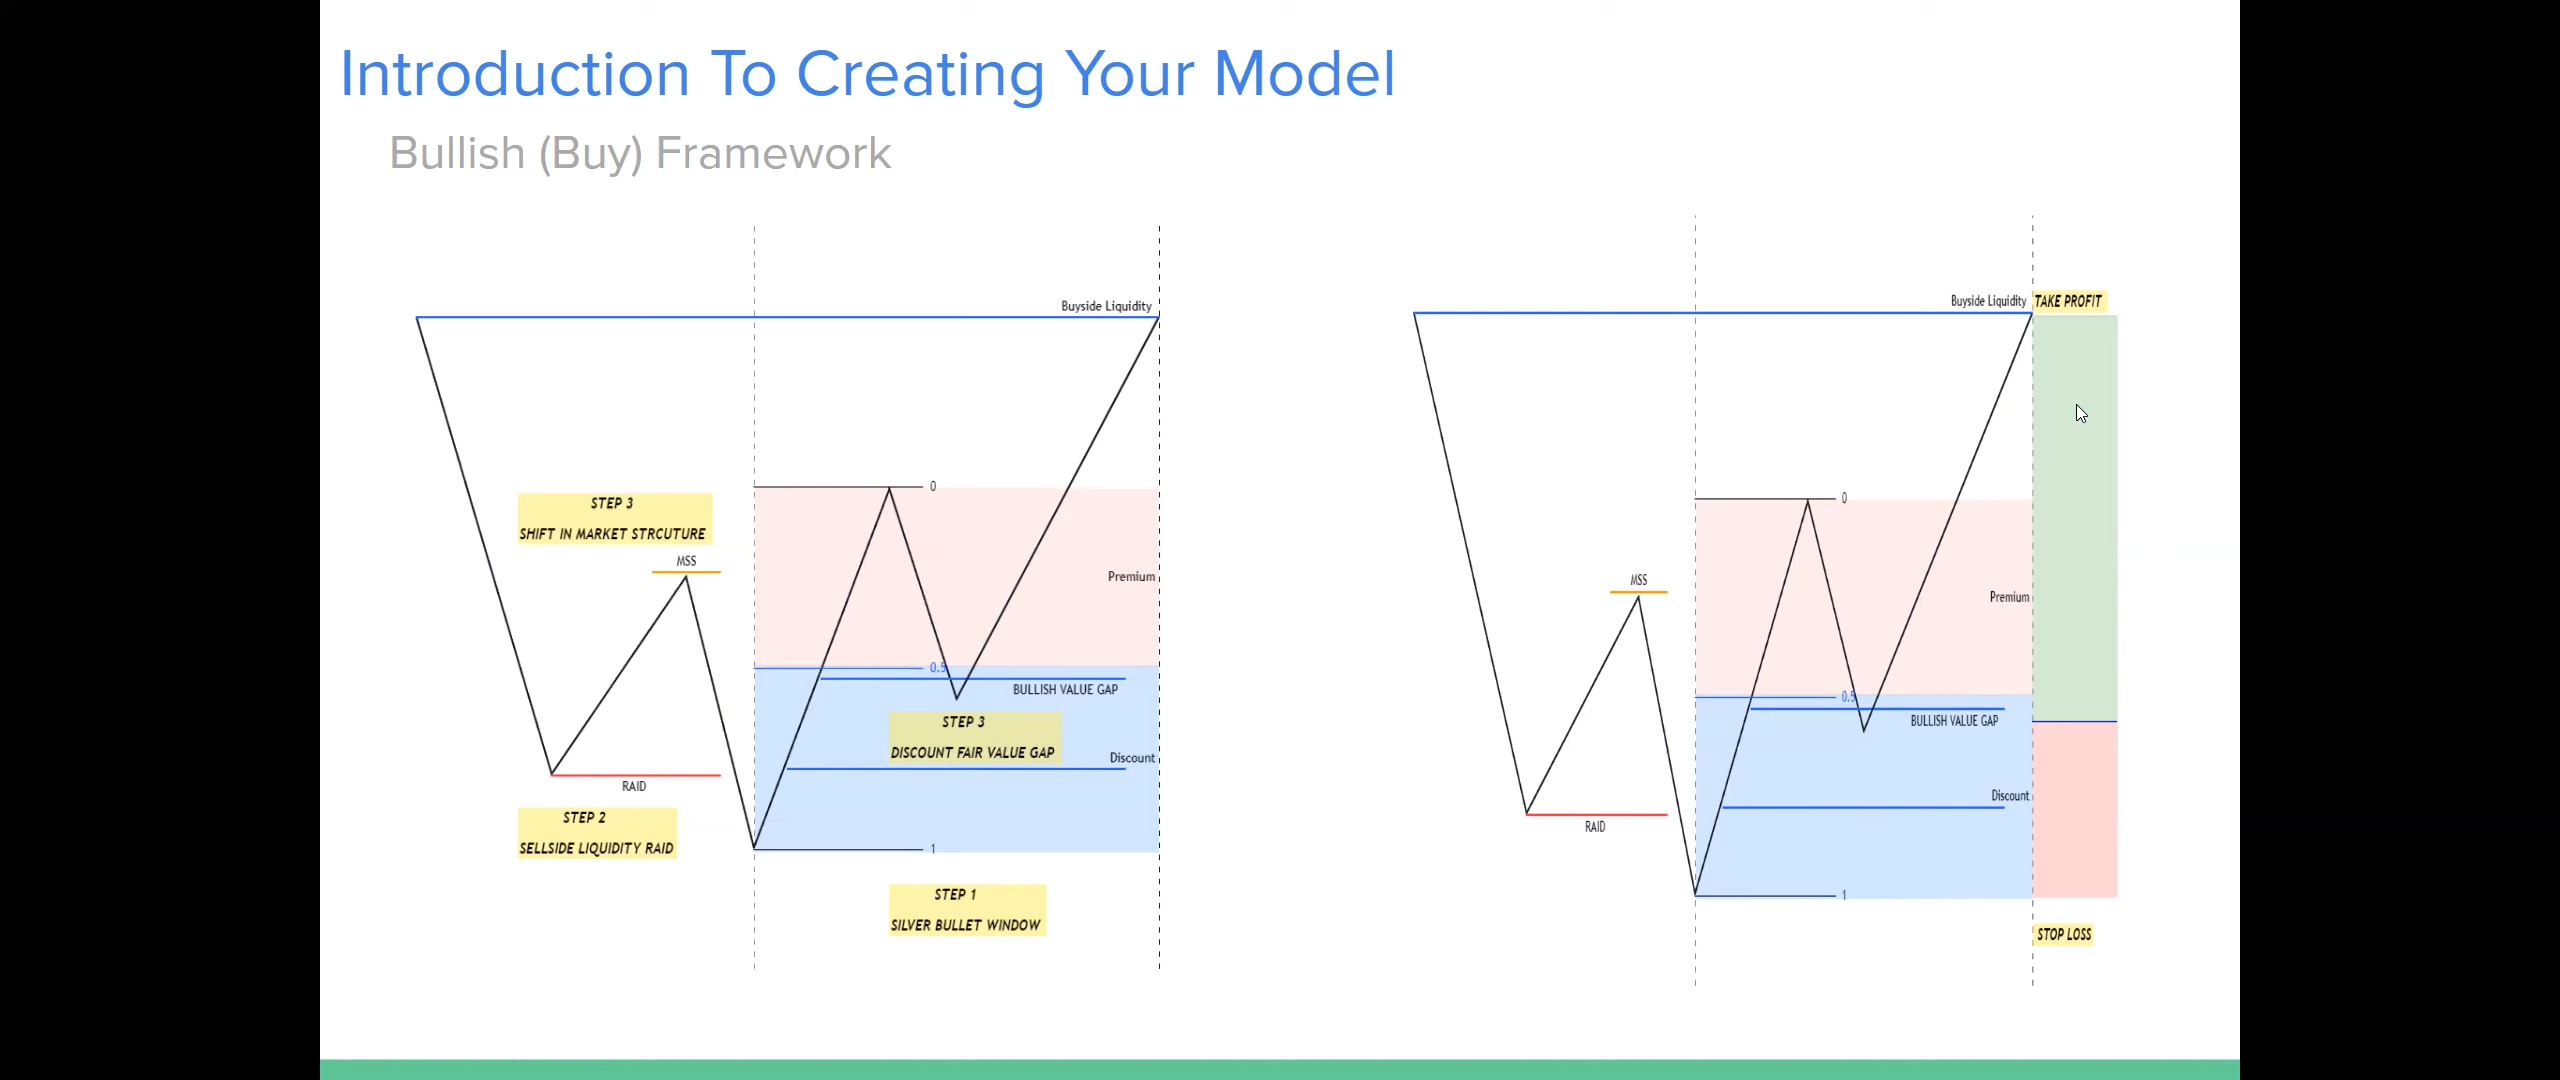 Introduction To Creating Your Model
Bullish (Buy) Framework
Buyside Liquidity
STEP 3
SHIFT IN MARKET STRCUTURE
MSS
0
Premium
0.5
BULLISH VALUE GAP
STEP 3
DISCOUNT FAIR VALUE GAP
Discount
RAID
STEP 2
SELLSIDE LIQUIDITY RAID
1
STEP 1
SILVER BULLET WINDOW
Buyside Liquidity
TAKE PROFIT
0
MSS
Premium
0.5
BULLISH VALUE GAP
Discount
RAID
1
STOP LOSS